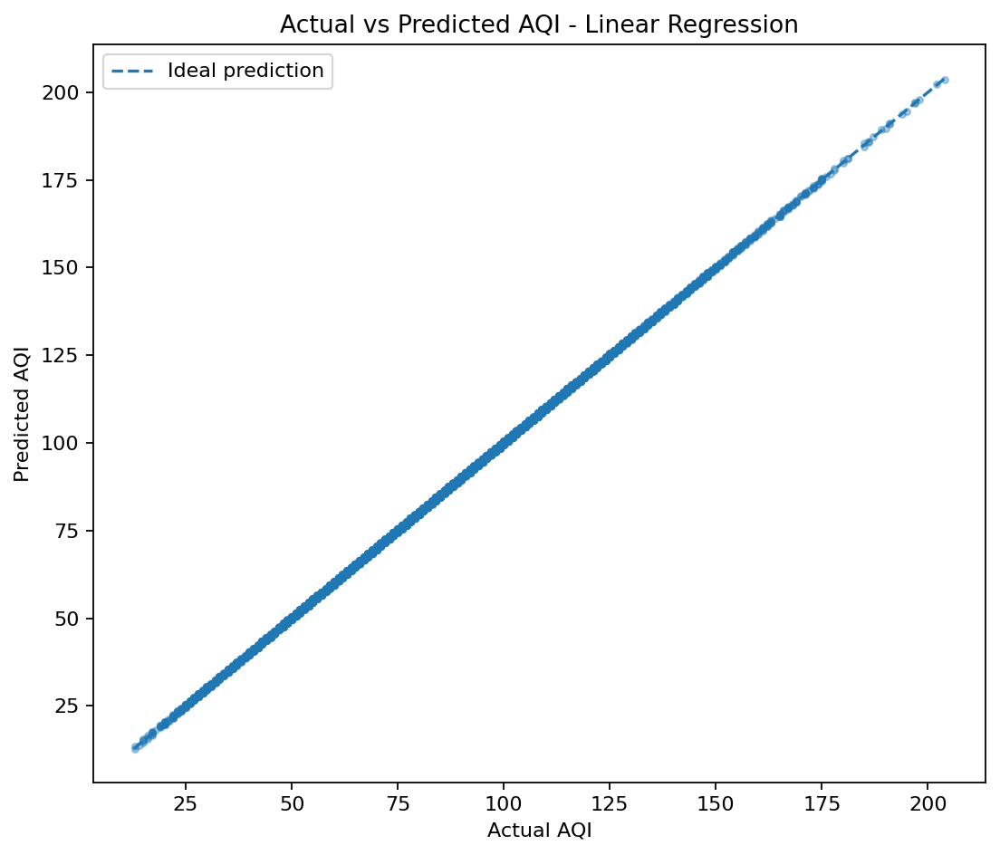 Actual vs Predicted AQI - Linear Regression
Ideal prediction
200
175
150
125
100
75
50
25
Predicted AQI
25 50 75 100 125 150 175 200
Actual AQI